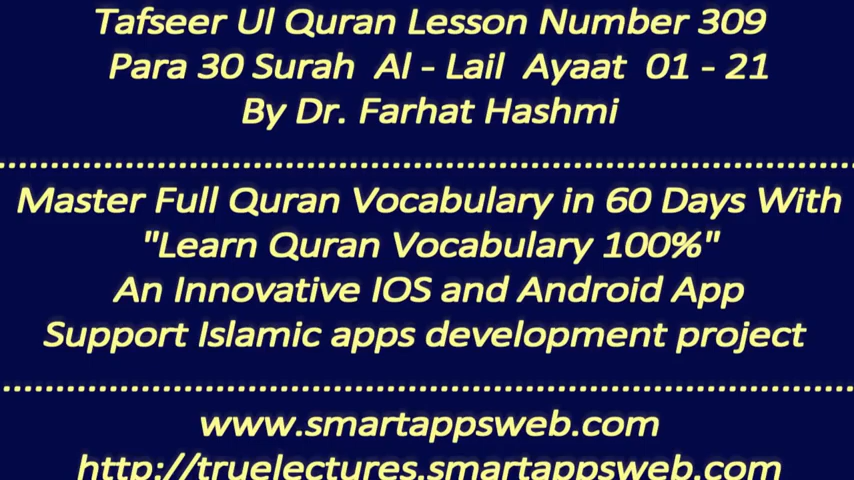 Tafseer Ul Quran Lesson Number 309
Para 30 Surah Al - Lail Ayaat 01 - 21
By Dr. Farhat Hashmi
Master Full Quran Vocabulary in 60 Days With
"Learn Quran Vocabulary 100%"
An Innovative IOS and Android App
Support Islamic apps development project
www.smartappsweb.com
http://truelectures.smartappsweb.com